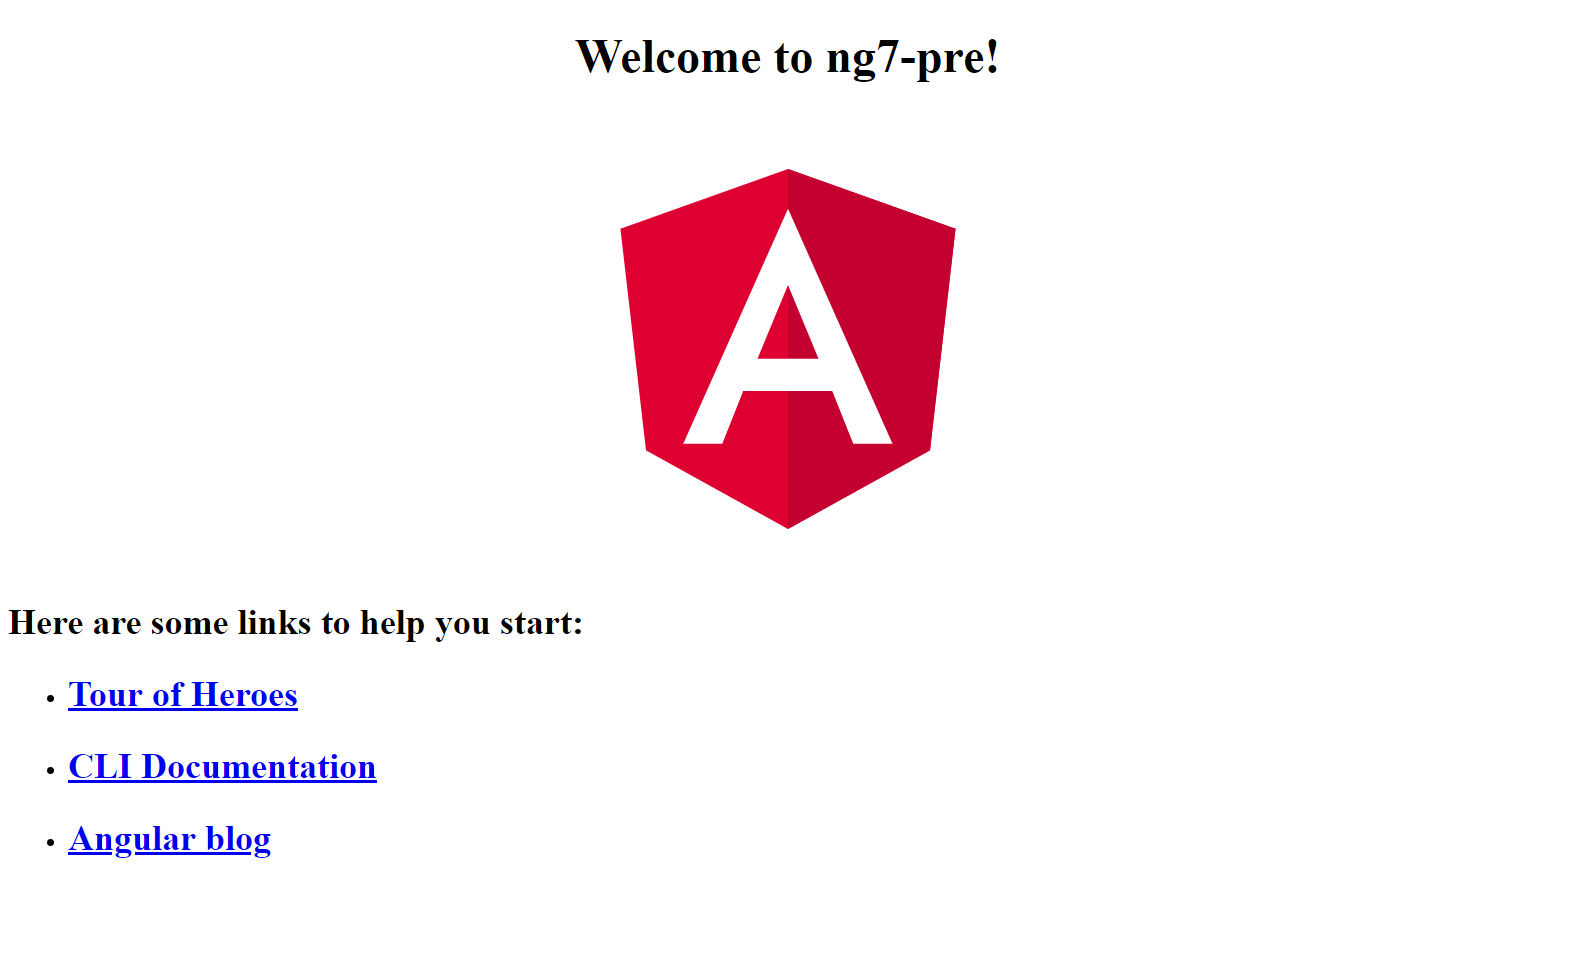 Welcome to ng7-pre!
A
Here are some links to help you start:
Tour of Heroes
CLI Documentation
Angular blog